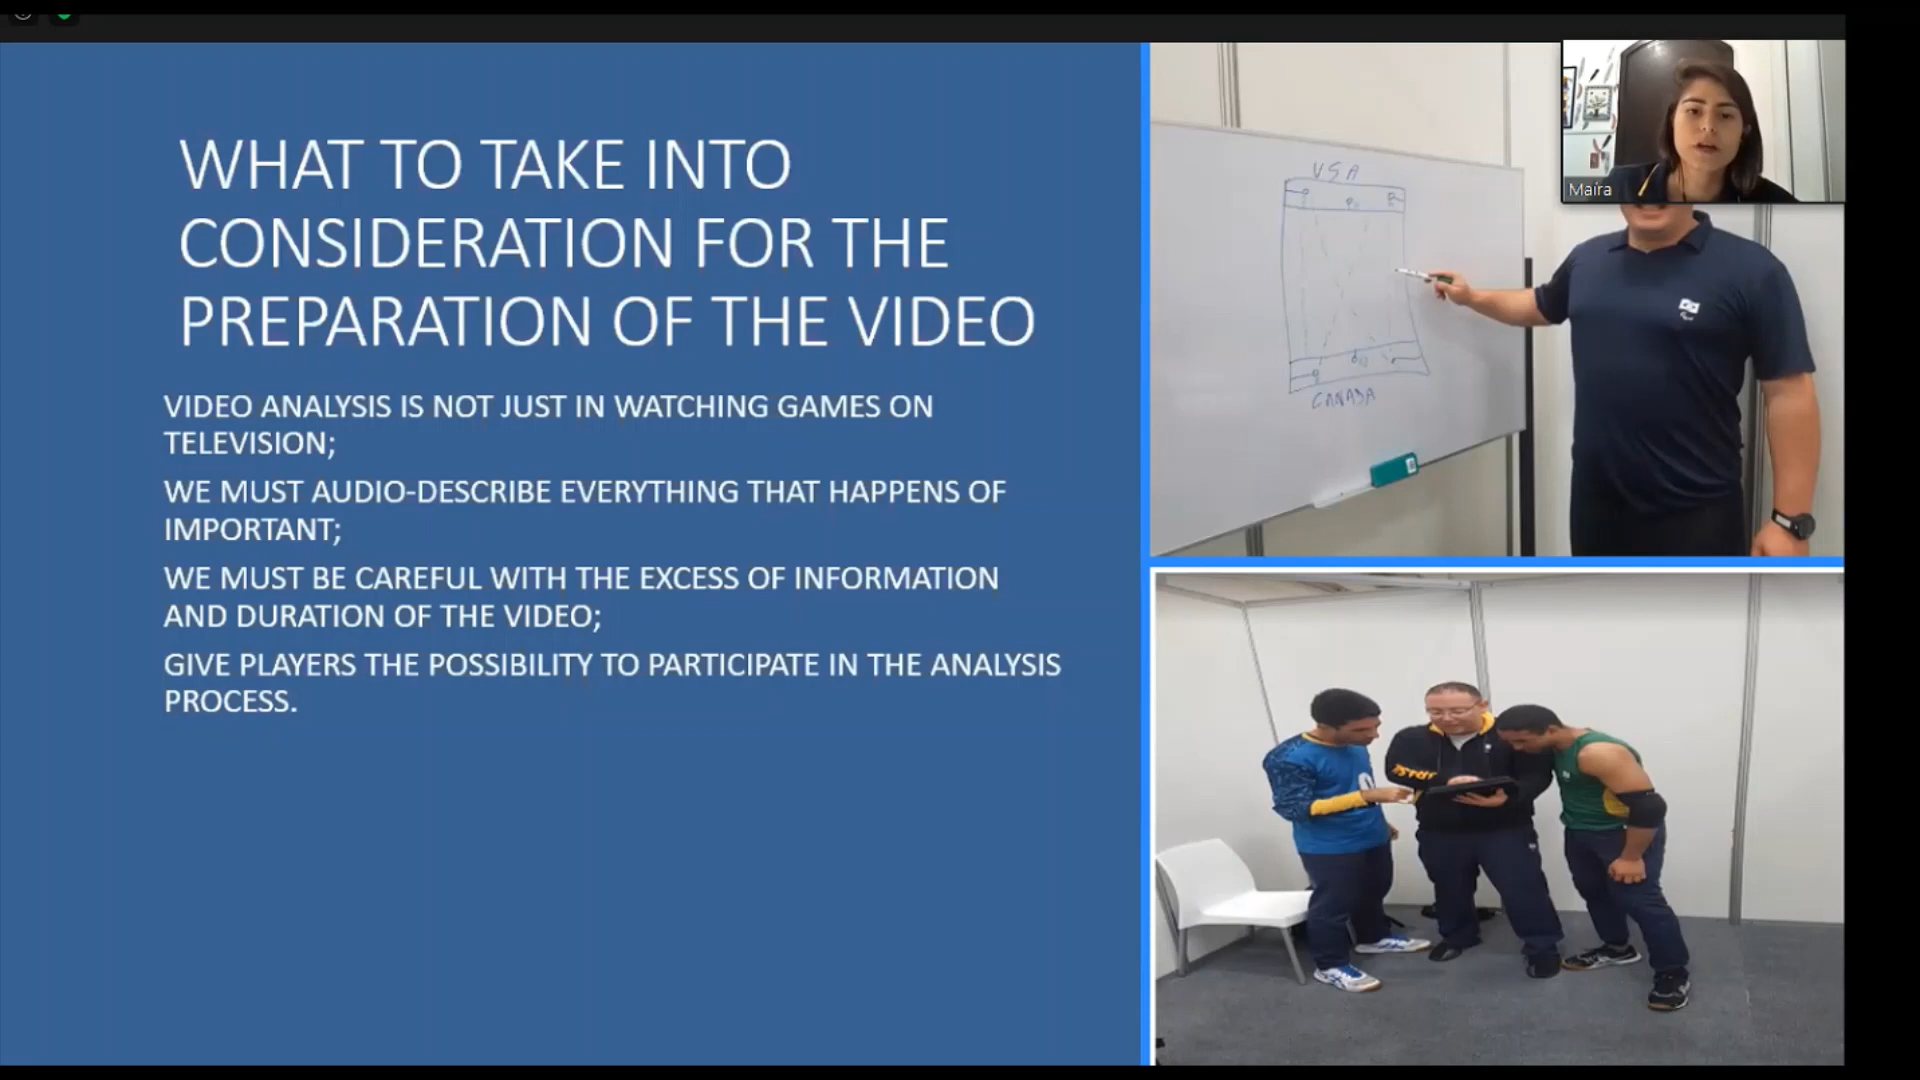 WHAT TO TAKE INTO
CONSIDERATION FOR THE
PREPARATION OF THE VIDEO
VIDEO ANALYSIS IS NOT JUST IN WATCHING GAMES ON
TELEVISION;
WE MUST AUDIO-DESCRIBE EVERYTHING THAT HAPPENS OF
IMPORTANT;
WE MUST BE CAREFUL WITH THE EXCESS OF INFORMATION
AND DURATION OF THE VIDEO;
GIVE PLAYERS THE POSSIBILITY TO PARTICIPATE IN THE ANALYSIS
PROCESS.
USA
CANADA
Maíra